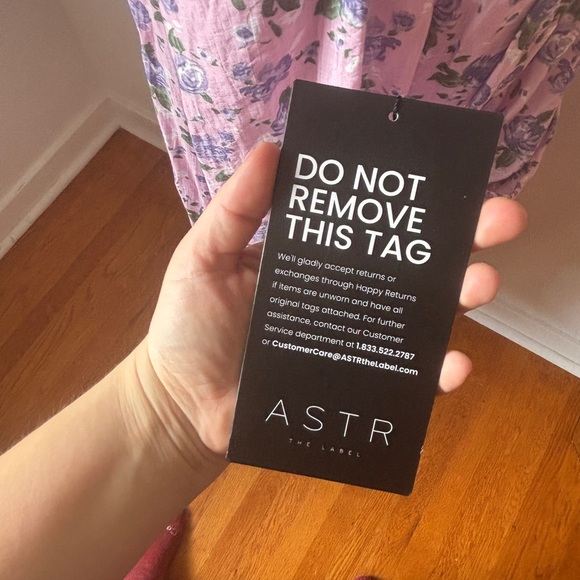 DO NOT
REMOVE
THIS TAG
We'll gladly accept returns or
exchanges through Happy Returns
if items are unworn and have all
original tags attached. For further
assistance, contact our Customer
Service department at 1.833.522.2787
or CustomerCare@ASTRtheLabel.com
ASTR
THE LABEL